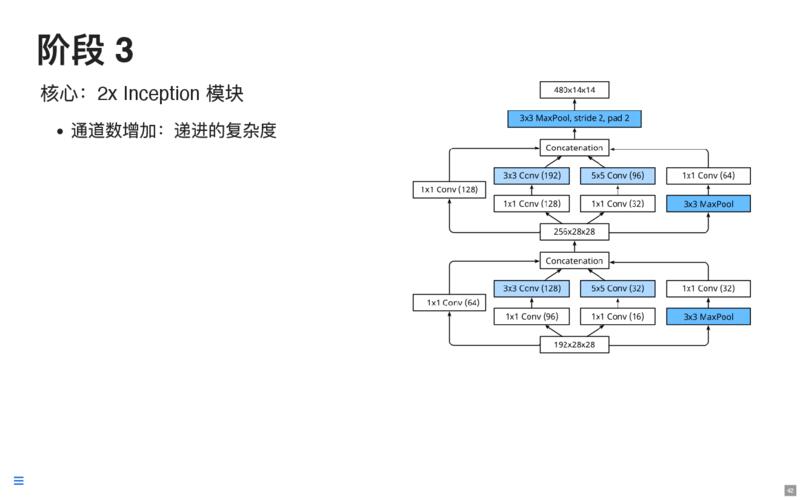 阶段 3
核心：2x Inception 模块
• 通道数增加：递进的复杂度
480x14x14
3x3 MaxPool, stride 2, pad 2
Concatenation
3x3 Conv (192)
5x5 Conv (96)
1x1 Conv (64)
1x1 Conv (128)
1x1 Conv (128)
1x1 Conv (32)
3x3 MaxPool
256x28x28
Concatenation
3x3 Conv (128)
5x5 Conv (32)
1x1 Conv (32)
1x1 Conv (64)
1x1 Conv (96)
1x1 Conv (16)
3x3 MaxPool
192x28x28
42